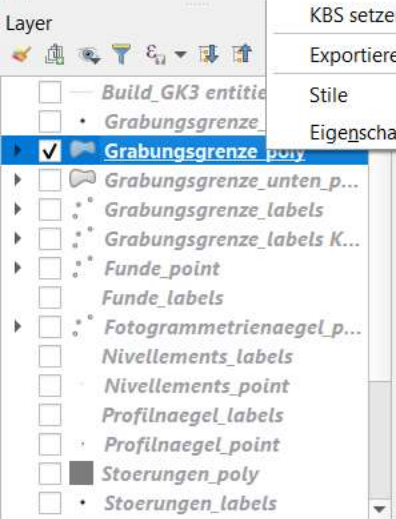 KBS setze
Layer
Exportiere
Stile
Eigenscha
Build_GK3 entitie
Grabungsgrenze_
Grabungsgrenze_poly
Grabungsgrenze_unten_p...
Grabungsgrenze_labels
Grabungsgrenze_labels K...
Funde_point
Funde_labels
Fotogrammetrienaegel_p...
Nivellements_labels
Nivellements_point
Profilnaegel_labels
Profilnaegel_point
Stoerungen_poly
Stoerungen_labels